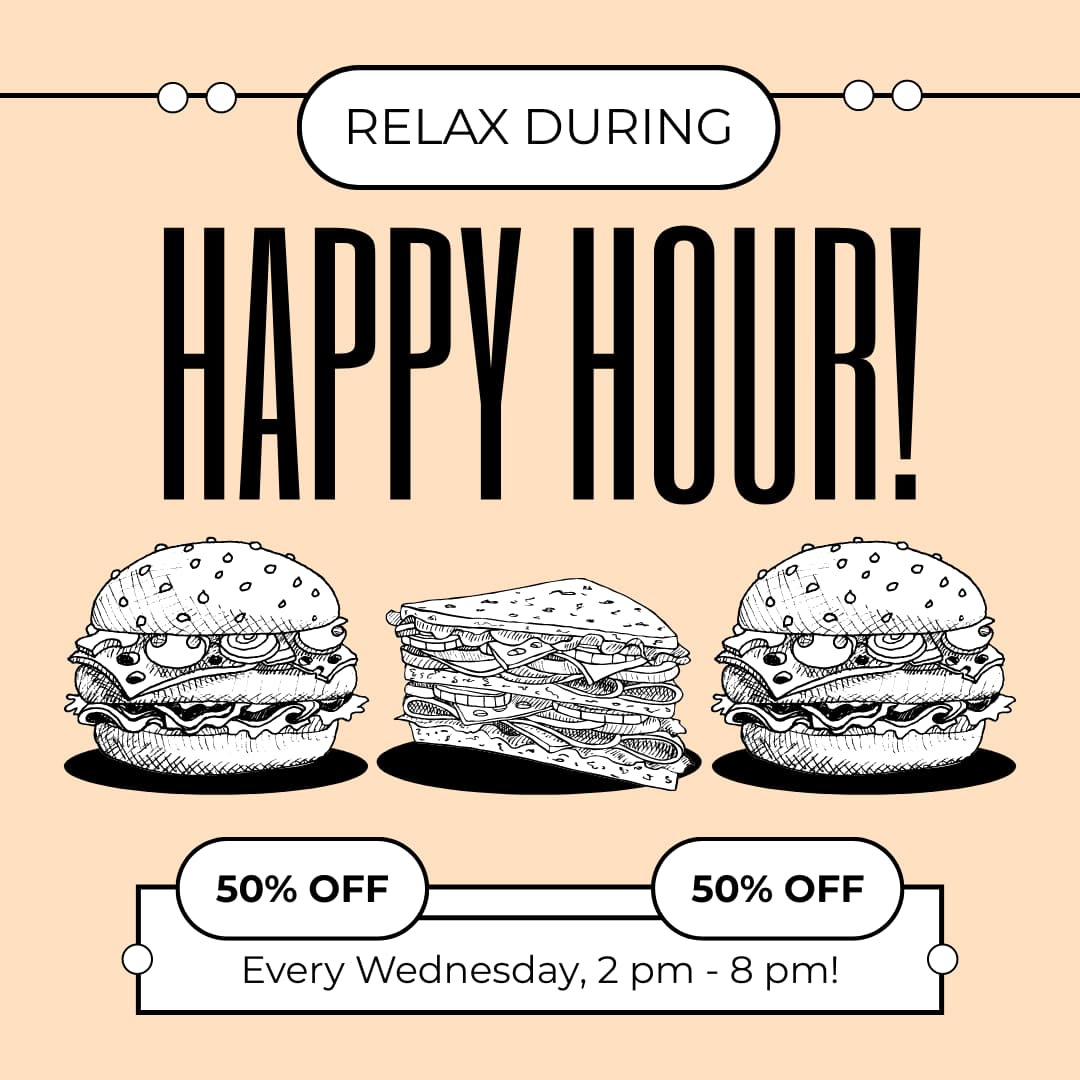 RELAX DURING
HAPPY HOUR!
50% OFF
50% OFF
Every Wednesday, 2 pm - 8 pm!